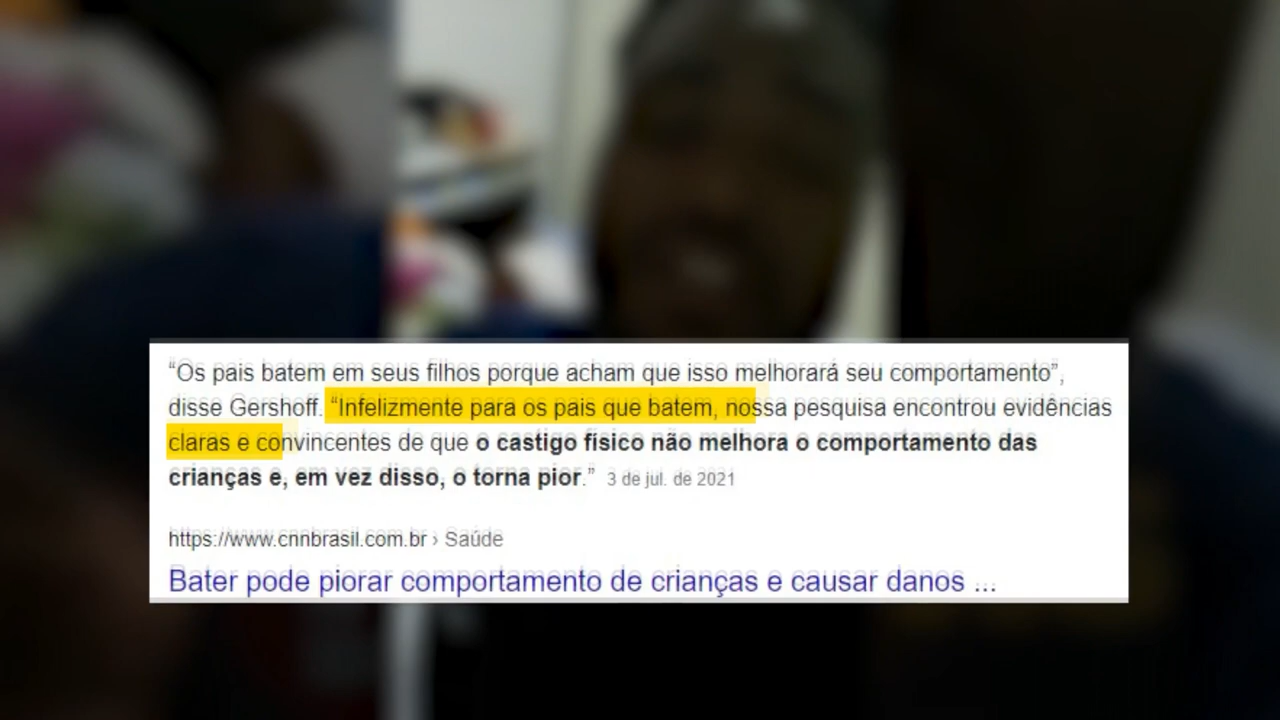 “Os pais batem em seus filhos porque acham que isso melhorará seu comportamento”,
disse Gershoff. “Infelizmente para os pais que batem, nossa pesquisa encontrou evidências
claras e convincentes de que o castigo fisico não melhora o comportamento das
crianças e, em vez disso, o torna pior.” 3 de jul. de 2021
https://www.cnnbrasil.com.br › Saúde
Bater pode piorar comportamento de crianças e causar danos ...